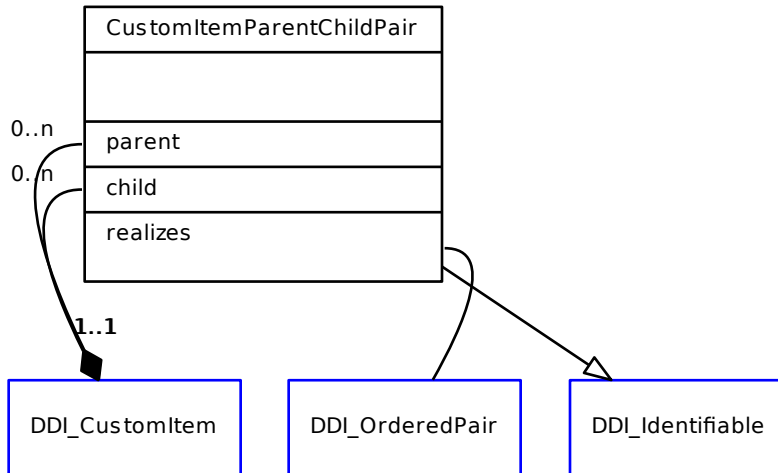 CustomItemParentChildPair
0..n
parent
0..n
child
realizes
1..1
DDI_CustomItem
DDI_OrderedPair
DDI_Identifiable